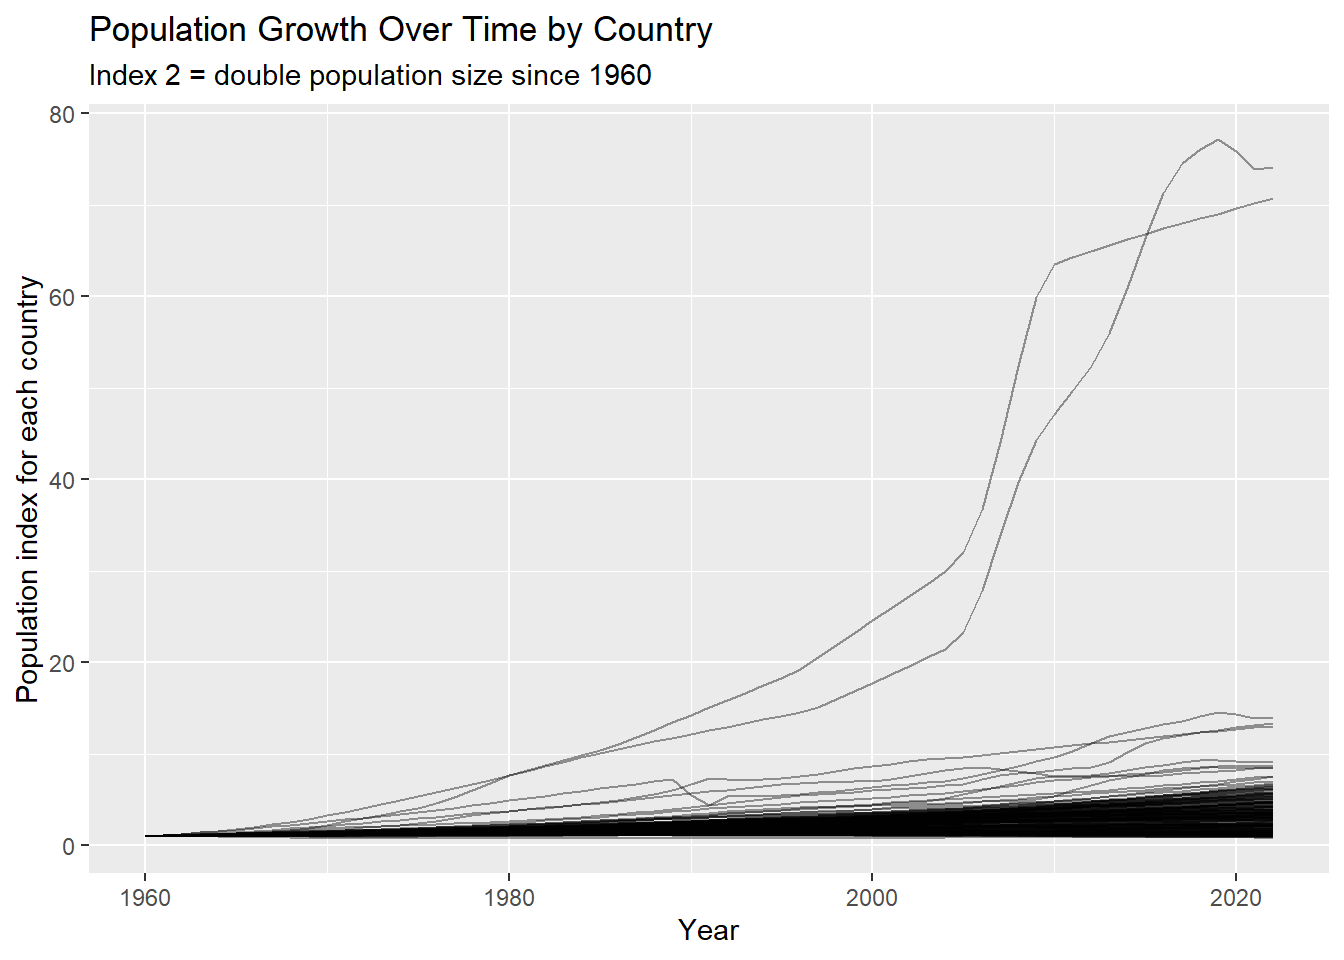 Population Growth Over Time by Country
Index 2 = double population size since 1960
80
60
40
20
0
Population index for each country
1960
1980
2000
2020
Year